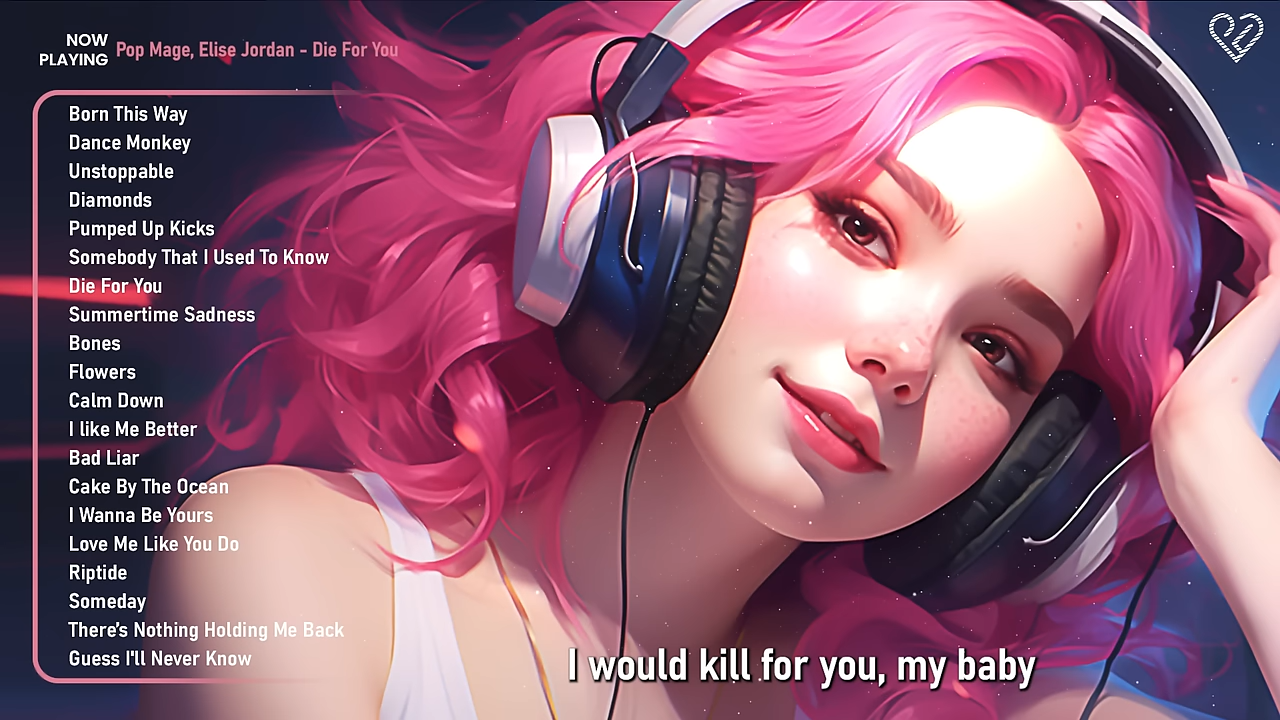 NOW
PLAYING
Pop Mage, Elise Jordan - Die For You
Born This Way
Dance Monkey
Unstoppable
Diamonds
Pumped Up Kicks
Somebody That I Used To Know
Die For You
Summertime Sadness
Bones
Flowers
Calm Down
I like Me Better
Bad Liar
Cake By The Ocean
I Wanna Be Yours
Love Me Like You Do
Riptide
Someday
There's Nothing Holding Me Back
Guess I'll Never Know
I would kill for you, my baby